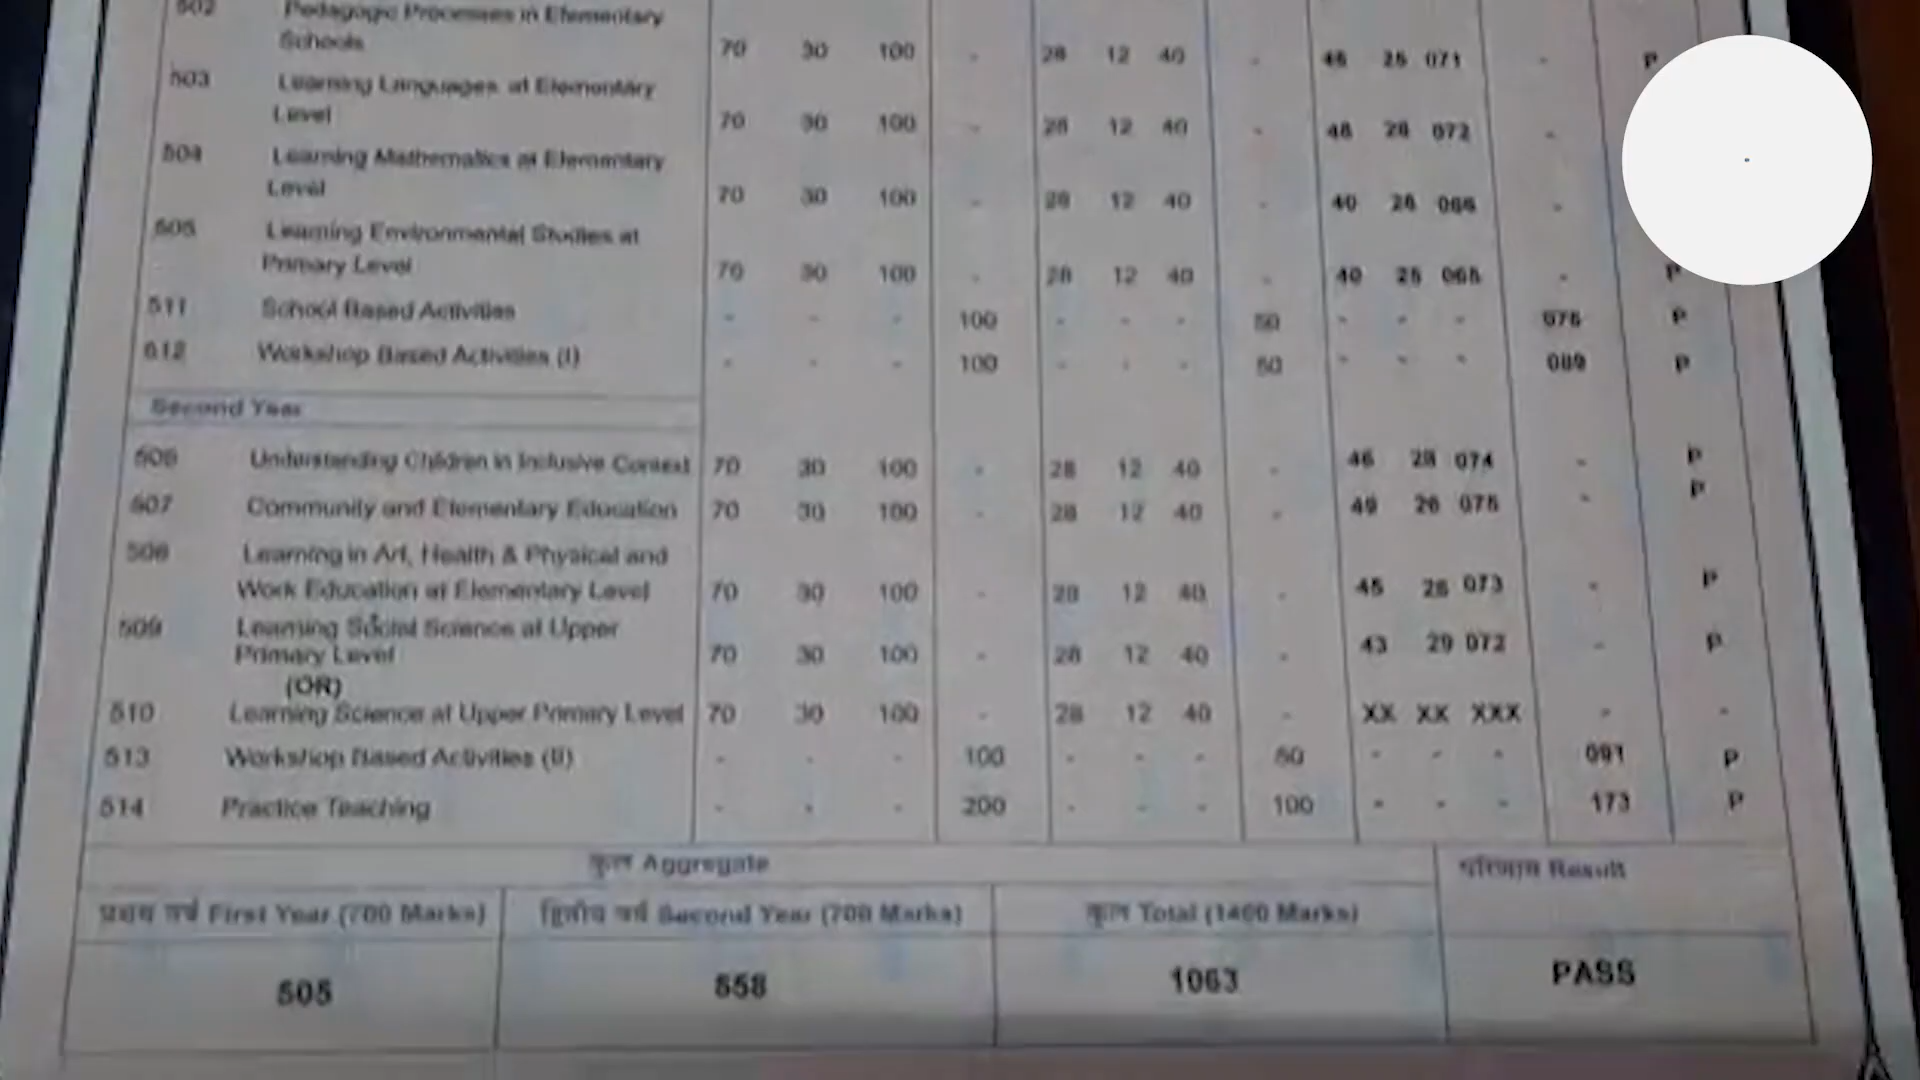 502 Pedagogic Processes in Elementary
Schools 70 30 100 - 28 12 40 - 46 25 071 - P
503 Learning Languages at Elementary
Level 70 30 100 - 28 12 40 - 072 -
504 Learning Mathematics at Elementary
Level 70 30 100 - 28 12 40 - 40 26 066 -
505 Learning Environmental Studies at
Primary Level 70 30 100 - 28 12 40 - 40 25 065 - P
511 School Based Activities - - - 100 - - - 50 - - - P
512 Workshop Based Activities (I) - - - 100 - - - 50 - - - 089 P
Second Year
506 Understanding Children in Inclusive Context 70 30 100 - 28 12 40 - 46 28 074 - P
507 Community and Elementary Education 70 30 100 - 28 12 40 - 49 26 075 - P
508 Learning in Art, Health & Physical and
Work Education at Elementary Level 70 30 100 - 28 12 40 - 45 28 073 - P
509 Learning Social Science at Upper
Primary Level 70 30 100 - 28 12 40 - 43 29 072 - P
(OR)
510 Learning Science at Upper Primary Level 70 30 100 - 28 12 40 - XX XX XXX - -
513 Workshop Based Activities (II) - - - 100 - - - 50 - - - 091 P
514 Practice Teaching - - - 200 - - - 100 - - - 173 P
कुल Aggregate परिणाम Result
प्रथम वर्ष First Year (700 Marks) द्वितीय वर्ष Second Year (700 Marks) कुल Total (1400 Marks)
505 558 1063 PASS